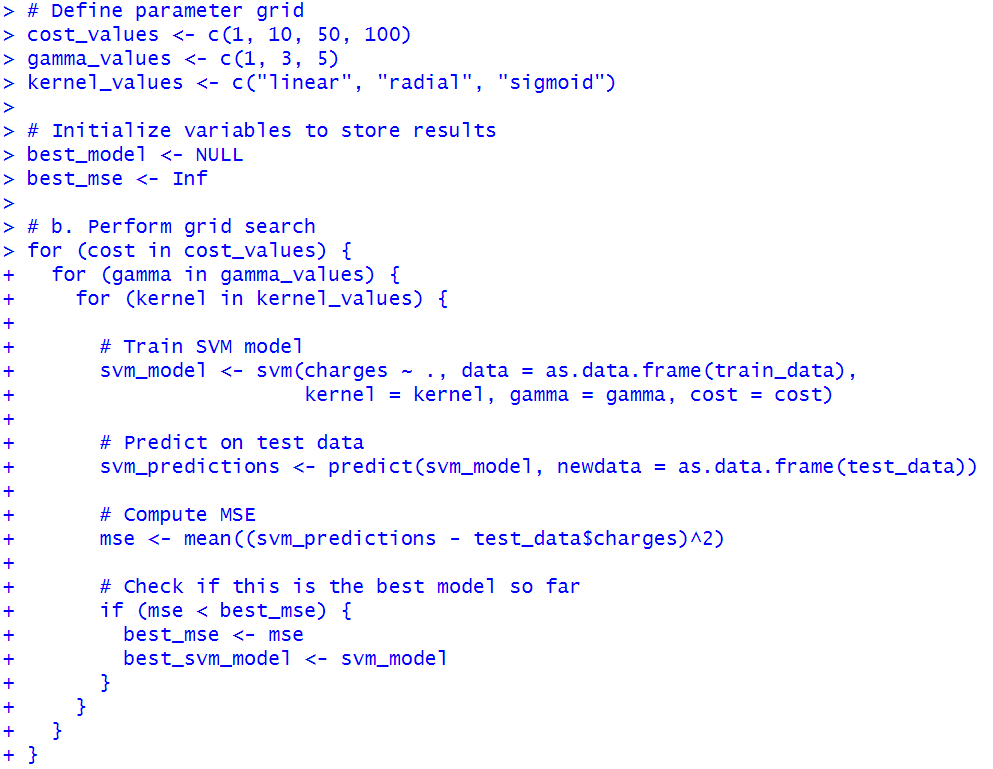 > # Define parameter grid
> cost_values <- c(1, 10, 50, 100)
> gamma_values <- c(1, 3, 5)
> kernel_values <- c("linear", "radial", "sigmoid")
>
> # Initialize variables to store results
> best_model <- NULL
> best_mse <- Inf
>
> # b. Perform grid search
> for (cost in cost_values) {
+   for (gamma in gamma_values) {
+     for (kernel in kernel_values) {
+
+       # Train SVM model
+       svm_model <- svm(charges ~ ., data = as.data.frame(train_data),
+                        kernel = kernel, gamma = gamma, cost = cost)
+
+       # Predict on test data
+       svm_predictions <- predict(svm_model, newdata = as.data.frame(test_data))
+
+       # Compute MSE
+       mse <- mean((svm_predictions - test_data$charges)^2)
+
+       # Check if this is the best model so far
+       if (mse < best_mse) {
+         best_mse <- mse
+         best_svm_model <- svm_model
+       }
+     }
+   }
+ }